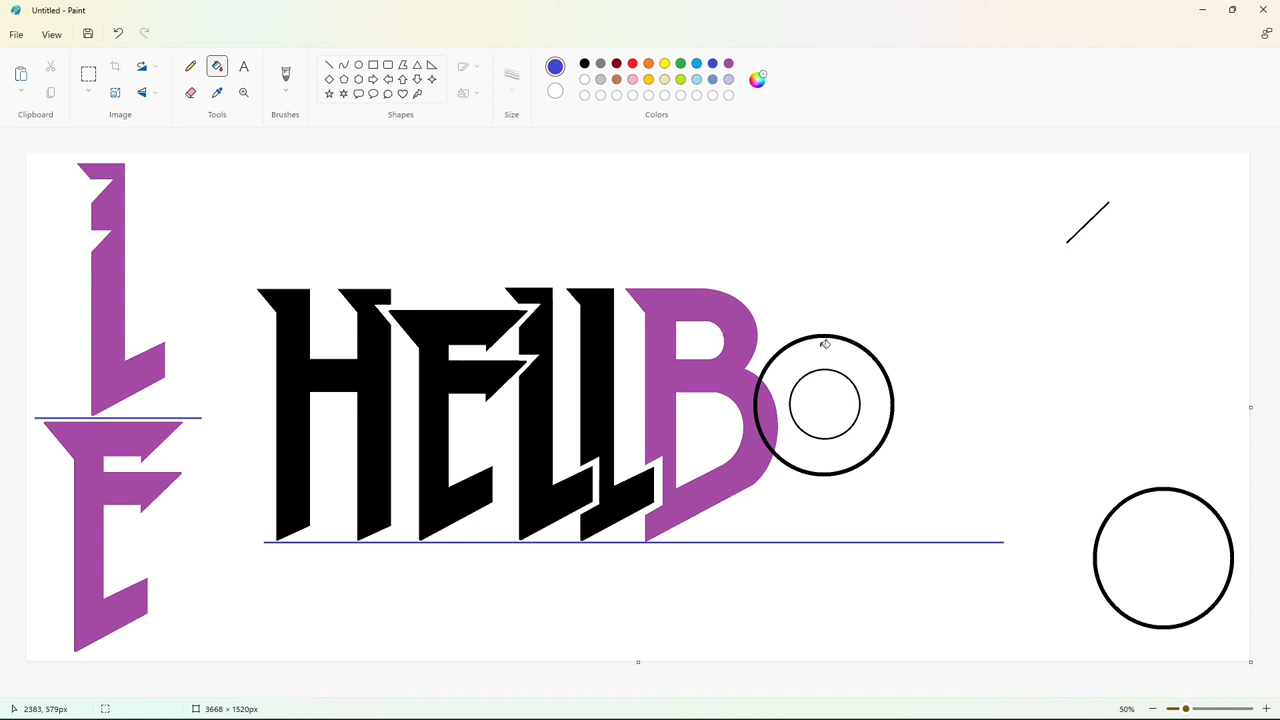 Untitled - Paint
File View
Clipboard Image Tools Brushes Shapes Size Colors
A
HELLBO
L
E
2383, 579px 3668 × 1520px 50%